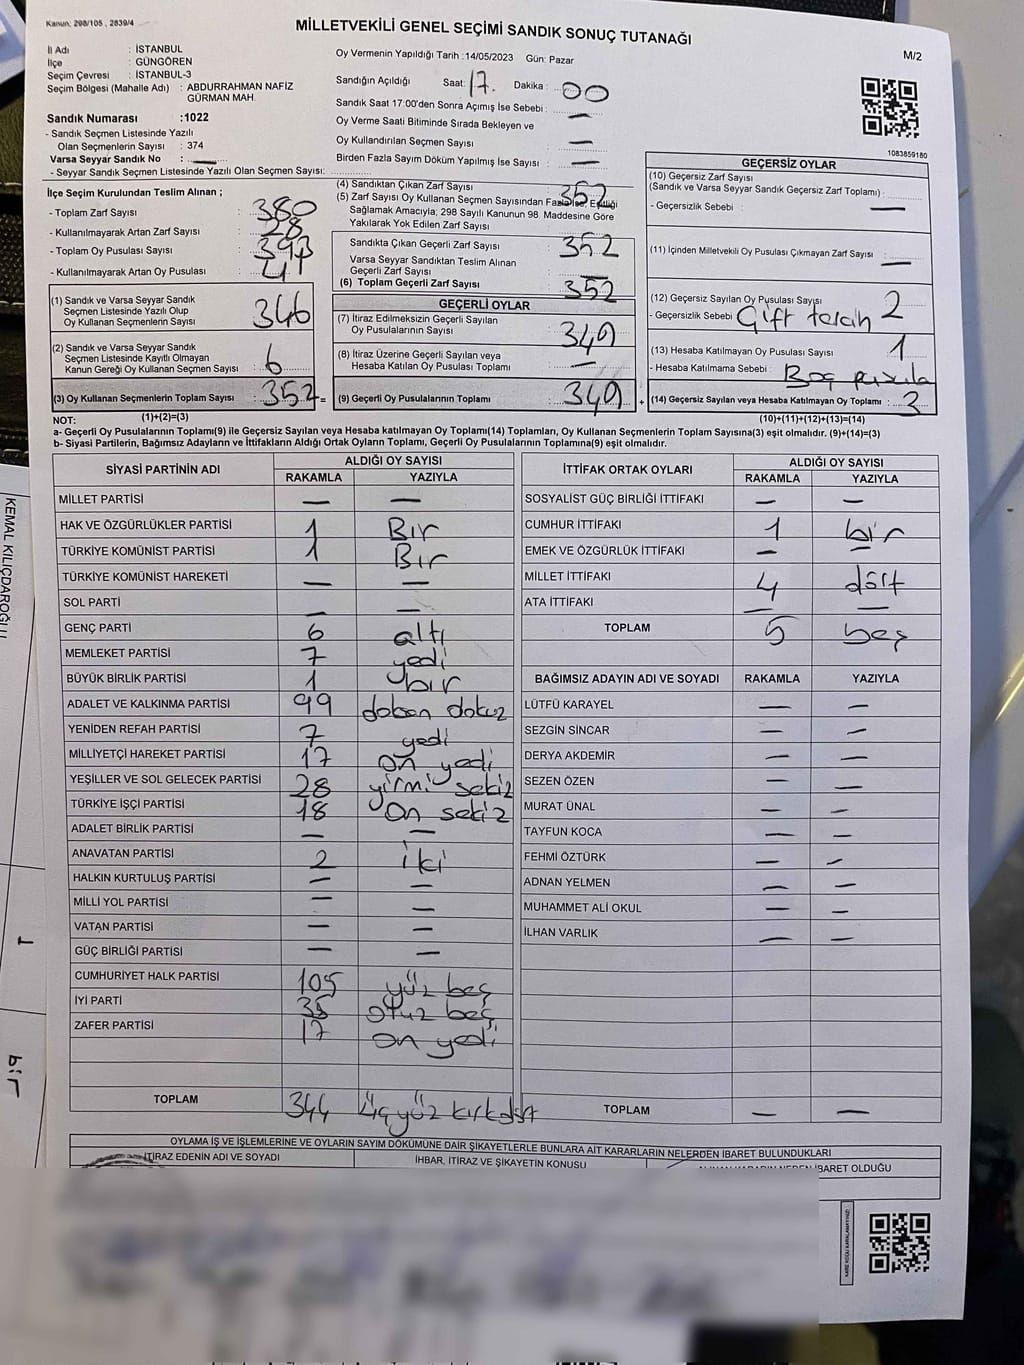 Kanun: 298/105 , 2839/4
MİLLETVEKİLİ GENEL SEÇİMİ SANDIK SONUÇ TUTANAĞI
M/2
İl Adı : İSTANBUL
İlçe : GÜNGÖREN
Seçim Çevresi : İSTANBUL-3
Seçim Bölgesi (Mahalle Adı) : ABDURRAHMAN NAFİZ
GÜRMAN MAH.
Sandık Numarası : 1022
- Sandık Seçmen Listesinde Yazılı
Olan Seçmenlerin Sayısı : 374
Varsa Seyyar Sandık No : —
- Seyyar Sandık Seçmen Listesinde Yazılı Olan Seçmen Sayısı:
Oy Vermenin Yapıldığı Tarih :14/05/2023 Gün: Pazar
Sandığın Açıldığı Saat: 17. Dakika : 00
Sandık Saat 17:00'den Sonra Açımış İse Sebebi : —
Oy Verme Saati Bitiminde Sırada Bekleyen ve
Oy Kullandırılan Seçmen Sayısı : —
Birden Fazla Sayım Döküm Yapılmış İse Sayısı : —
1083659180
İlçe Seçim Kurulundan Teslim Alınan ;
- Toplam Zarf Sayısı : 380
- Kullanılmayarak Artan Zarf Sayısı : 28
- Toplam Oy Pusulası Sayısı : 393
- Kullanılmayarak Artan Oy Pusulası : 41
(4) Sandıktan Çıkan Zarf Sayısı : 352
(5) Zarf Sayısı Oy Kullanan Seçmen Sayısından Fazla İse, Eşitliği
Sağlamak Amacıyla; 298 Sayılı Kanunun 98. Maddesine Göre
Yakılarak Yok Edilen Zarf Sayısı :
Sandıkta Çıkan Geçerli Zarf Sayısı : 352
Varsa Seyyar Sandıktan Teslim Alınan
Geçerli Zarf Sayısı : —
(6) Toplam Geçerli Zarf Sayısı : 352
GEÇERSİZ OYLAR
(10) Geçersiz Zarf Sayısı
(Sandık ve Varsa Seyyar Sandık Geçersiz Zarf Toplamı) :
- Geçersizlik Sebebi : —
(11) İçinden Milletvekili Oy Pusulası Çıkmayan Zarf Sayısı : —
(12) Geçersiz Sayılan Oy Pusulası Sayısı : 2
- Geçersizlik Sebebi : Çift tercih
(13) Hesaba Katılmayan Oy Pusulası Sayısı : 1
- Hesaba Katılmama Sebebi : Boş pusula
(14) Geçersiz Sayılan veya Hesaba Katılmayan Oy Toplamı : 3
(10)+(11)+(12)+(13)=(14)
(1) Sandık ve Varsa Seyyar Sandık
Seçmen Listesinde Yazılı Olup
Oy Kullanan Seçmenlerin Sayısı : 346
(2) Sandık ve Varsa Seyyar Sandık
Seçmen Listesinde Kayıtlı Olmayan
Kanun Gereği Oy Kullanan Seçmen Sayısı : 6
(3) Oy Kullanan Seçmenlerin Toplam Sayısı : 352 =
(1)+(2)=(3)
GEÇERLİ OYLAR
(7) İtiraz Edilmeksizin Geçerli Sayılan
Oy Pusulalarının Sayısı : 349
(8) İtiraz Üzerine Geçerli Sayılan veya
Hesaba Katılan Oy Pusulası Toplamı : —
(9) Geçerli Oy Pusulalarının Toplamı : 349 +
NOT:
a- Geçerli Oy Pusulalarının Toplamı(9) ile Geçersiz Sayılan veya Hesaba katılmayan Oy Toplamı(14) Toplamları, Oy Kullanan Seçmenlerin Toplam Sayısına(3) eşit olmalıdır. (9)+(14)=(3)
b- Siyasi Partilerin, Bağımsız Adayların ve İttifakların Aldığı Ortak Oyların Toplamı, Geçerli Oy Pusulalarının Toplamına(9) eşit olmalıdır.
SİYASİ PARTİNİN ADI ALDIĞI OY SAYISI
RAKAMLA YAZIYLA
MİLLET PARTİSİ — —
HAK VE ÖZGÜRLÜKLER PARTİSİ 1 Bır
TÜRKİYE KOMÜNİST PARTİSİ 1 Bır
TÜRKİYE KOMÜNİST HAREKETİ — —
SOL PARTİ — —
GENÇ PARTİ 6 altı
MEMLEKET PARTİSİ 7 yedi
BÜYÜK BİRLİK PARTİSİ 1 bır
ADALET VE KALKINMA PARTİSİ 99 doksan dokuz
YENİDEN REFAH PARTİSİ 7 yedi
MİLLİYETÇİ HAREKET PARTİSİ 17 on yedi
YEŞİLLER VE SOL GELECEK PARTİSİ 28 yirmi sekiz
TÜRKİYE İŞÇİ PARTİSİ 18 on sekiz
ADALET BİRLİK PARTİSİ — —
ANAVATAN PARTİSİ 2 iki
HALKIN KURTULUŞ PARTİSİ — —
MİLLİ YOL PARTİSİ — —
VATAN PARTİSİ — —
GÜÇ BİRLİĞİ PARTİSİ — —
CUMHURİYET HALK PARTİSİ 105 yüz beş
İYİ PARTİ 35 otuz beş
ZAFER PARTİSİ 17 on yedi
TOPLAM 344 üçyüz kırkdört
İTTİFAK ORTAK OYLARI ALDIĞI OY SAYISI
RAKAMLA YAZIYLA
SOSYALİST GÜÇ BİRLİĞİ İTTİFAKI — —
CUMHUR İTTİFAKI 1 bir
EMEK VE ÖZGÜRLÜK İTTİFAKI — —
MİLLET İTTİFAKI 4 dört
ATA İTTİFAKI — —
TOPLAM 5 beş
BAĞIMSIZ ADAYIN ADI VE SOYADI RAKAMLA YAZIYLA
LÜTFÜ KARAYEL — —
SEZGİN SİNCAR — —
DERYA AKDEMİR — —
SEZEN ÖZEN — —
MURAT ÜNAL — —
TAYFUN KOCA — —
FEHMİ ÖZTÜRK — —
ADNAN YELMEN — —
MUHAMMET ALİ OKUL — —
İLHAN VARLIK — —
TOPLAM — —
OYLAMA İŞ VE İŞLEMLERİNE VE OYLARIN SAYIM DÖKÜMÜNE DAİR ŞİKAYETLERLE BUNLARA AİT KARARLARIN NELERDEN İBARET BULUNDUKLARI
İTİRAZ EDENİN ADI VE SOYADI İHBAR, İTİRAZ VE ŞİKAYETİN KONUSU İBARET OLDUĞU
KEMAL KILIÇDAROĞLU
1
bir